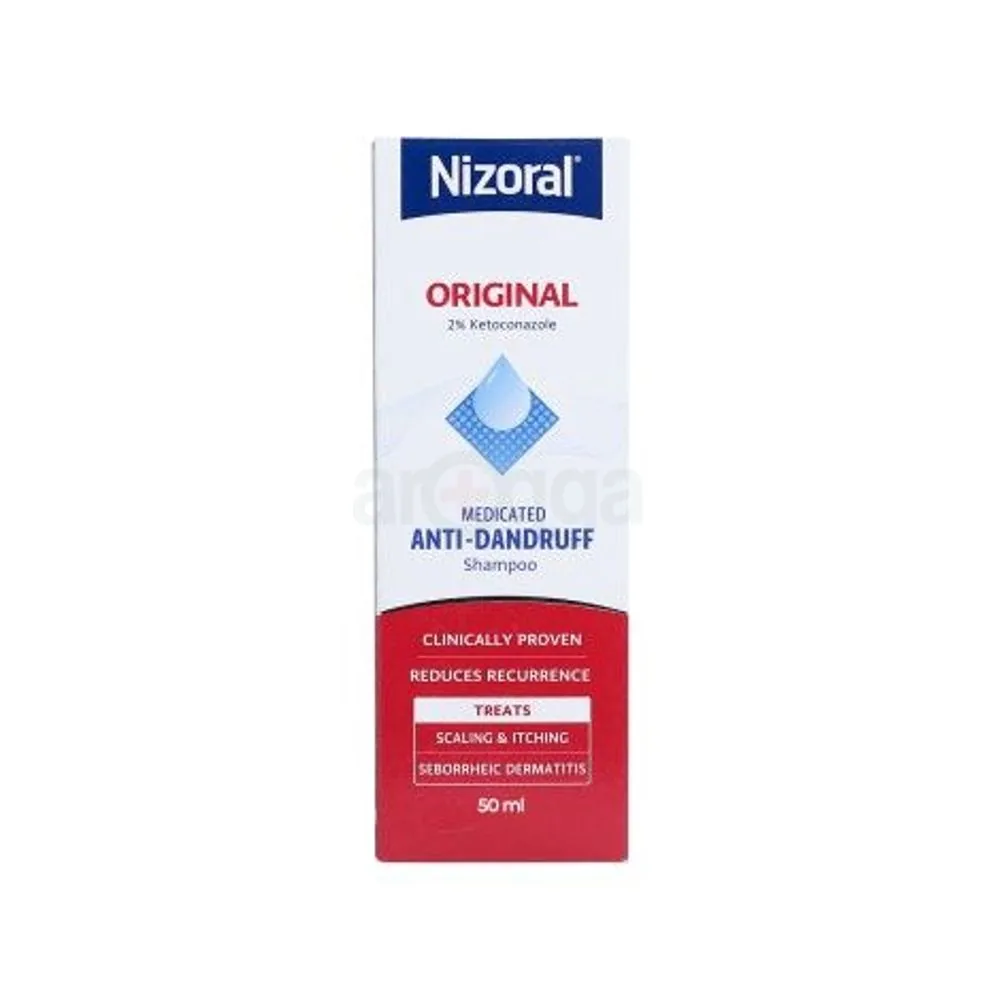 Nizoral®
ORIGINAL
2% Ketoconazole
arogga
MEDICATED
ANTI-DANDRUFF
Shampoo
CLINICALLY PROVEN
REDUCES RECURRENCE
TREATS
SCALING & ITCHING
SEBORRHEIC DERMATITIS
50 ml